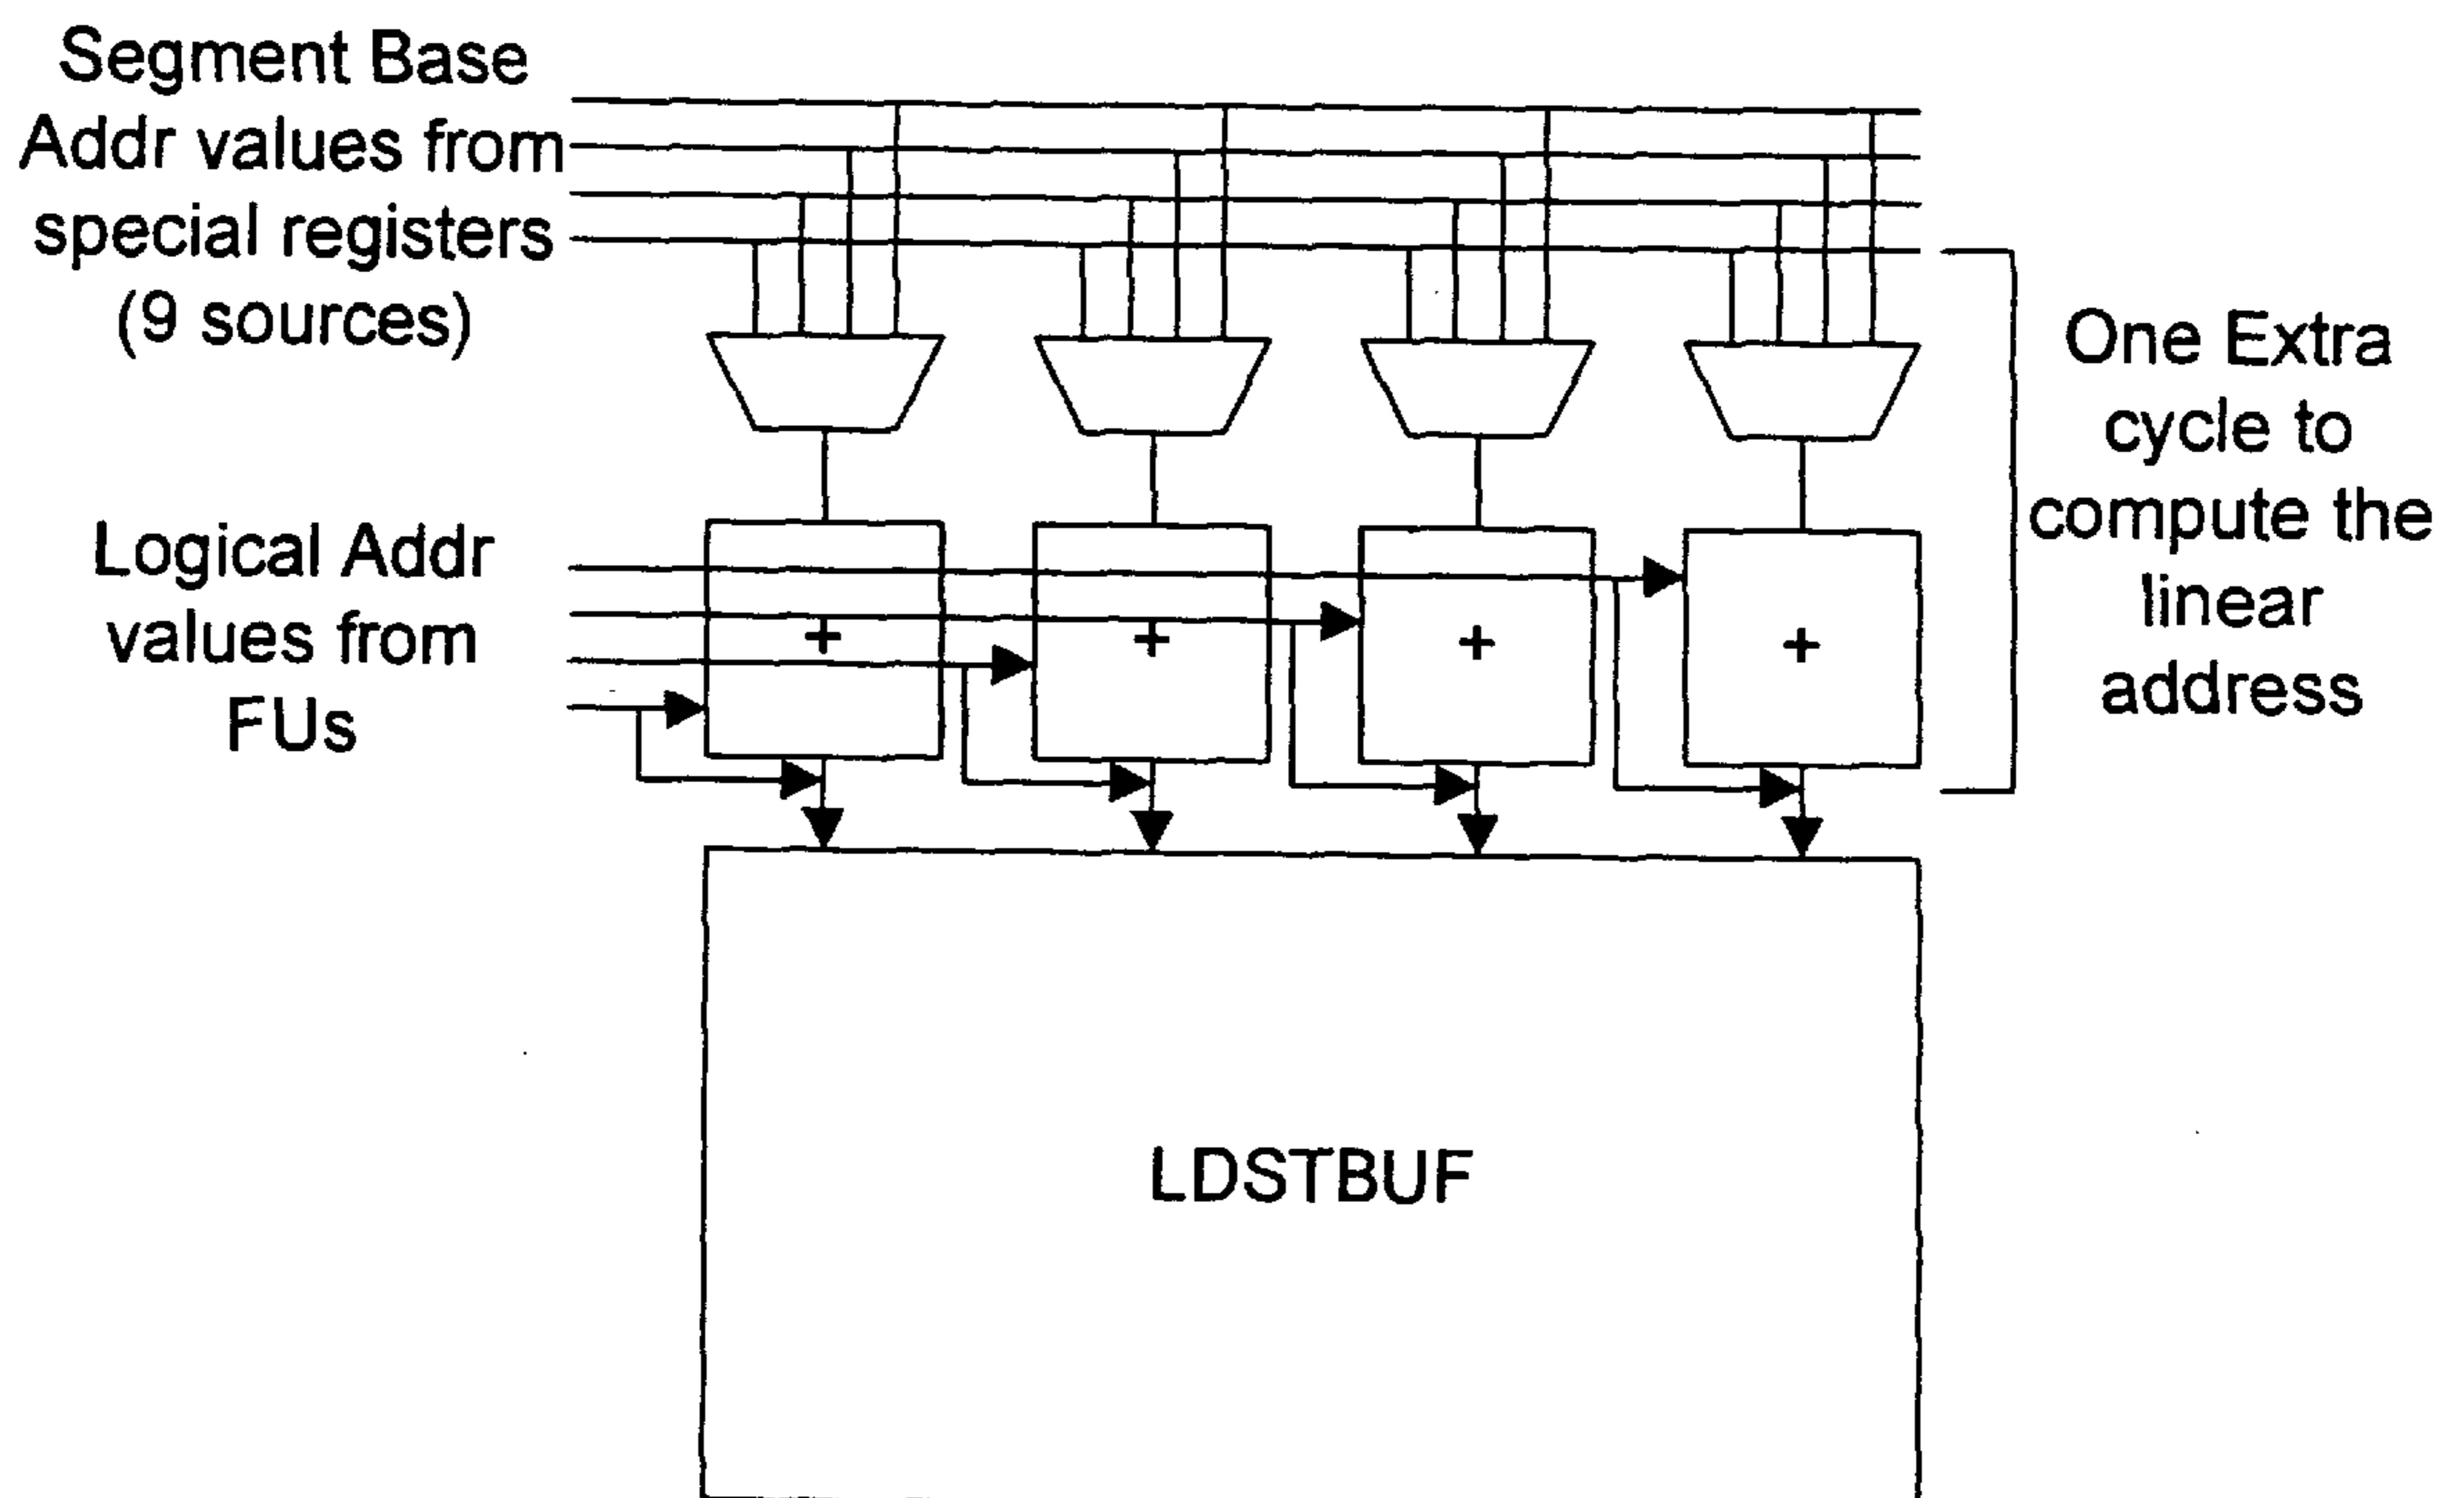 Segment Base
Addr values from
special registers
(9 sources)
One Extra
cycle to
compute the
linear
address
Logical Addr
values from
FUs
+
+
+
+
LDSTBUF